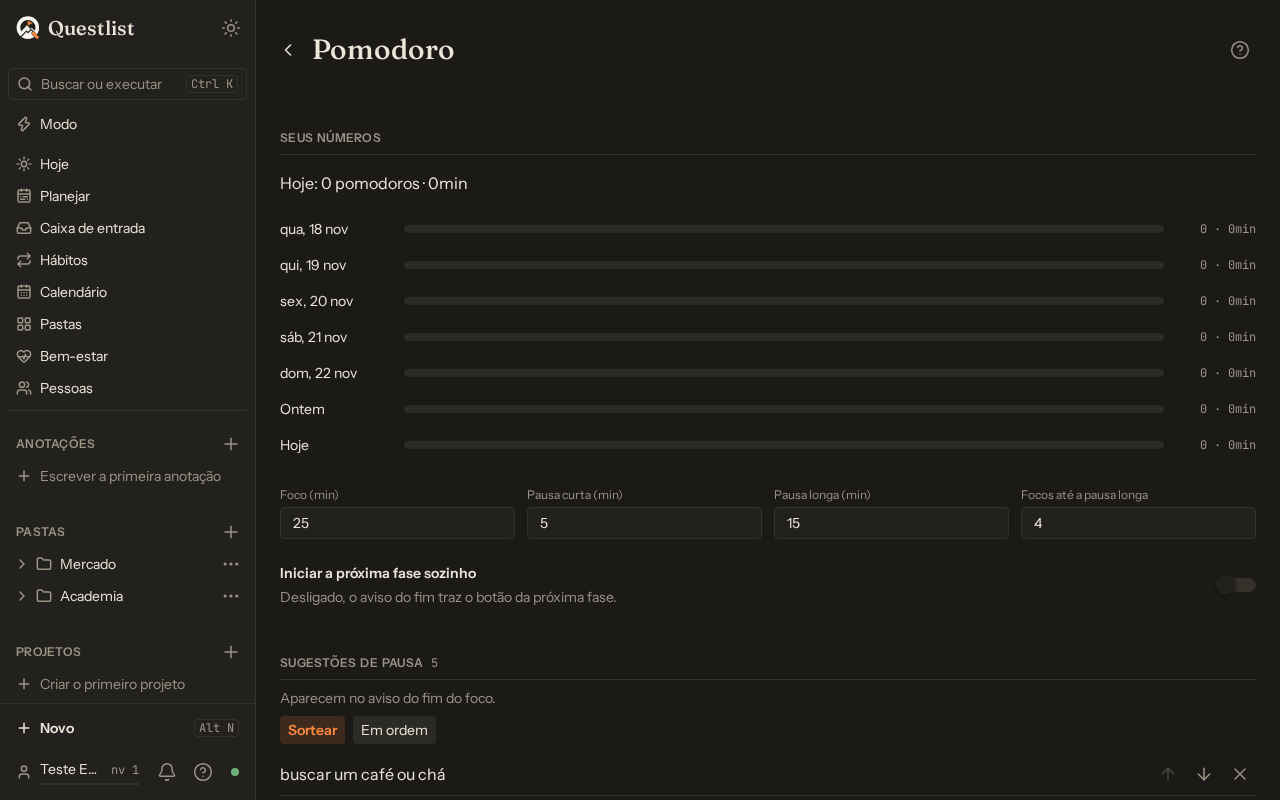 Questlist
Buscar ou executar Ctrl K
Modo
Hoje
Planejar
Caixa de entrada
Hábitos
Calendário
Pastas
Bem-estar
Pessoas
ANOTAÇÕES
Escrever a primeira anotação
PASTAS
Mercado
Academia
PROJETOS
Criar o primeiro projeto
Novo Alt N
Teste E... nv 1
Pomodoro
SEUS NÚMEROS
Hoje: 0 pomodoros · 0min
qua, 18 nov 0 · 0min
qui, 19 nov 0 · 0min
sex, 20 nov 0 · 0min
sáb, 21 nov 0 · 0min
dom, 22 nov 0 · 0min
Ontem 0 · 0min
Hoje 0 · 0min
Foco (min) Pausa curta (min) Pausa longa (min) Focos até a pausa longa
25 5 15 4
Iniciar a próxima fase sozinho
Desligado, o aviso do fim traz o botão da próxima fase.
SUGESTÕES DE PAUSA 5
Aparecem no aviso do fim do foco.
Sortear Em ordem
buscar um café ou chá